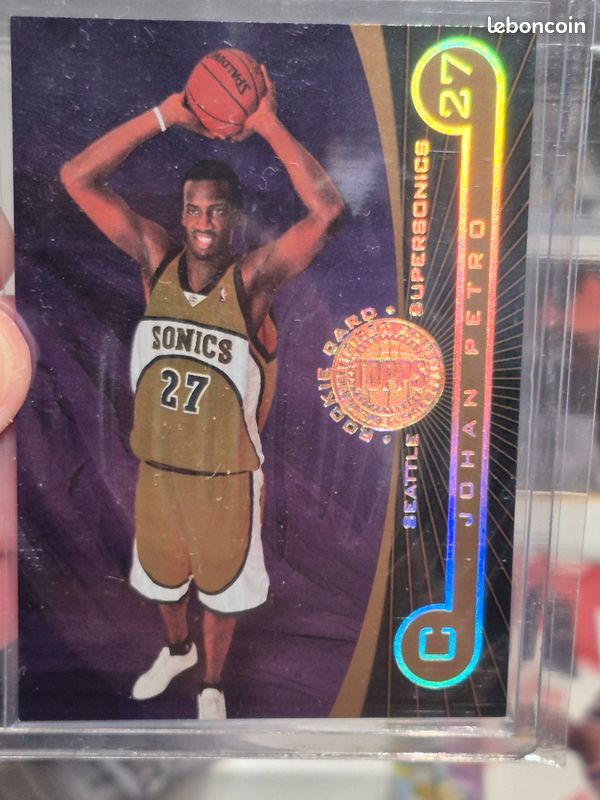 leboncoin
SPALDING
SONICS
27
ROOKIE CARD
TOPPS
SEATTLE SUPERSONICS
C JOHAN PETRO 27